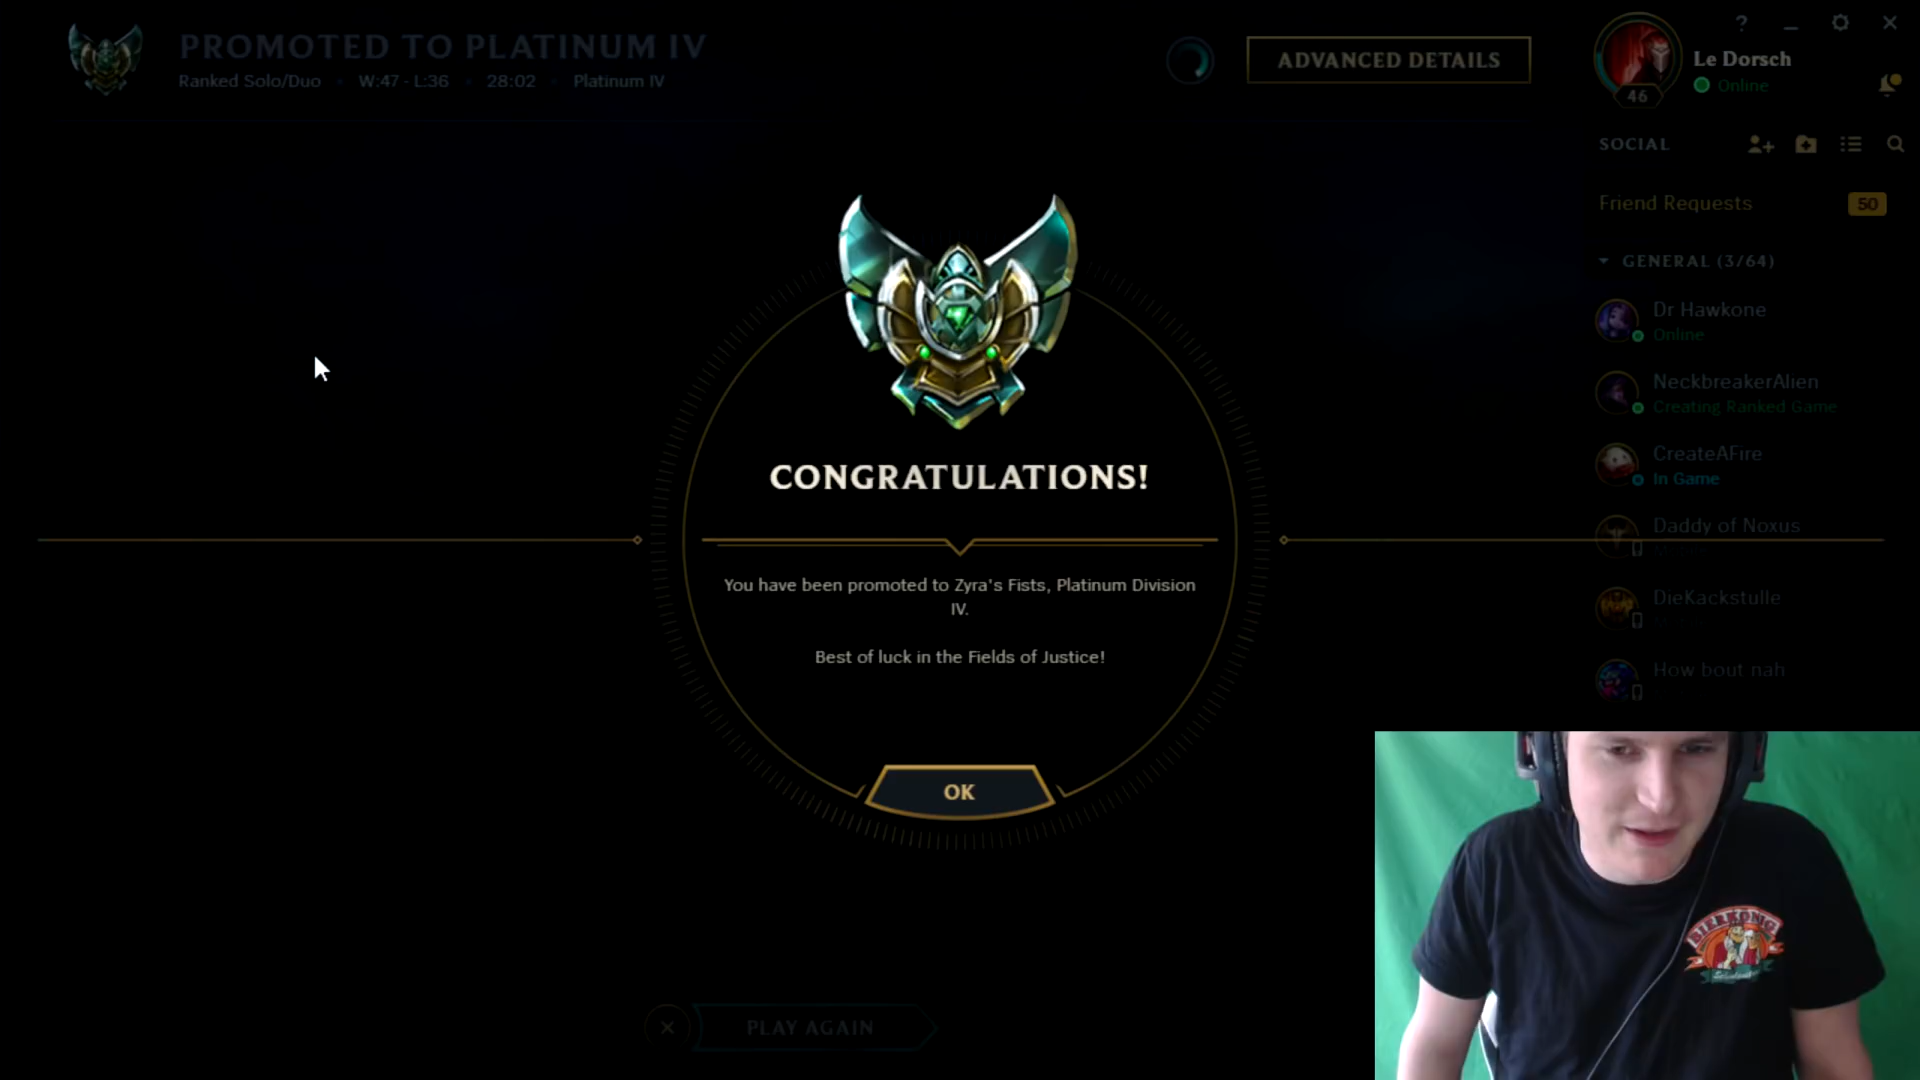 PROMOTED TO PLATINUM IV
Ranked Solo/Duo • W:47 - L:36 • 28:02 • Platinum IV
ADVANCED DETAILS
?
Le Dorsch
Online
46
SOCIAL
Friend Requests 50
GENERAL (3/64)
Dr Hawkone
Online
NeckbreakerAlien
Creating Ranked Game
CreateAFire
In Game
Daddy of Noxus
DieKackstulle
How bout nah
CONGRATULATIONS!
You have been promoted to Zyra's Fists, Platinum Division
IV.
Best of luck in the Fields of Justice!
OK
PLAY AGAIN
BIERKÖNIG